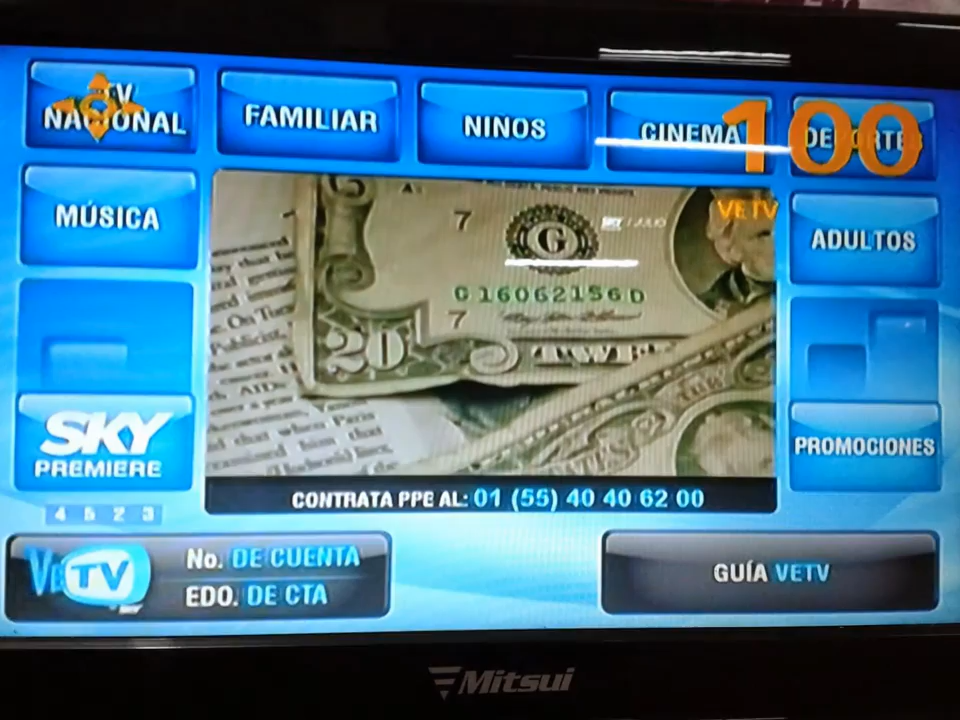 TV NACIONAL
FAMILIAR
NINOS
CINEMA
DEPORTES
100
MÚSICA
VETV
ADULTOS
SKY PREMIERE
4 5 2 3
PROMOCIONES
7
G
G16062156D
7
20
CONTRATA PPE AL: 01 (55) 40 40 62 00
VETV
No. DE CUENTA
EDO. DE CTA
GUÍA VETV
Mitsui